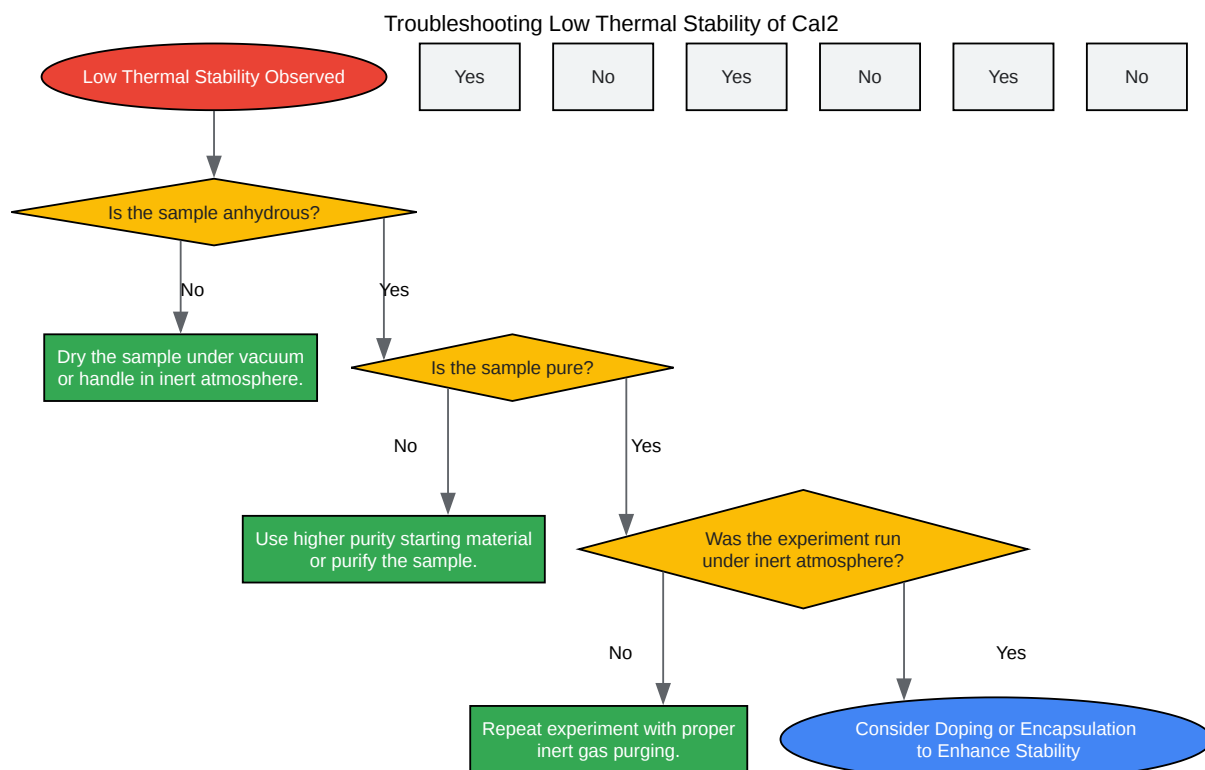 Troubleshooting Low Thermal Stability of CaI2
Low Thermal Stability Observed
Yes
No
Yes
No
Yes
No
Is the sample anhydrous?
No
Yes
Dry the sample under vacuum
or handle in inert atmosphere.
Is the sample pure?
No
Yes
Use higher purity starting material
or purify the sample.
Was the experiment run
under inert atmosphere?
No
Yes
Repeat experiment with proper
inert gas purging.
Consider Doping or Encapsulation
to Enhance Stability